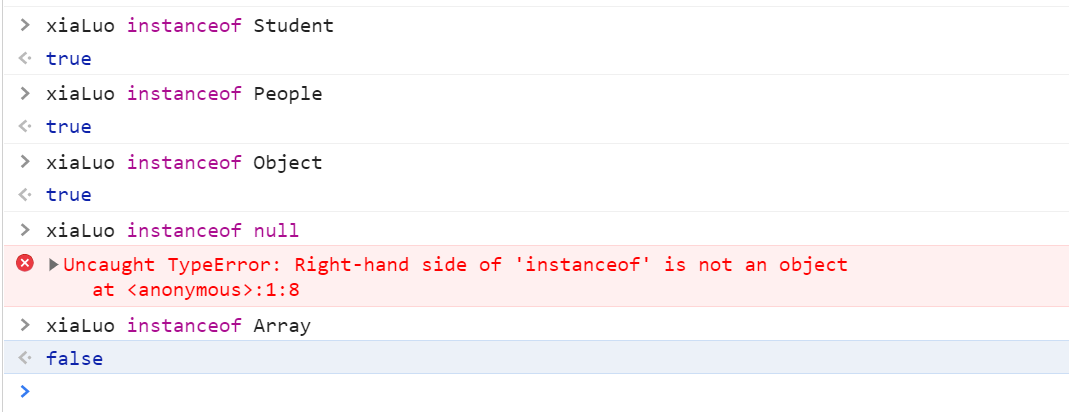 xiaLuo instanceof Student
true
xiaLuo instanceof People
true
xiaLuo instanceof Object
true
xiaLuo instanceof null
Uncaught TypeError: Right-hand side of 'instanceof' is not an object
at <anonymous>:1:8
xiaLuo instanceof Array
false